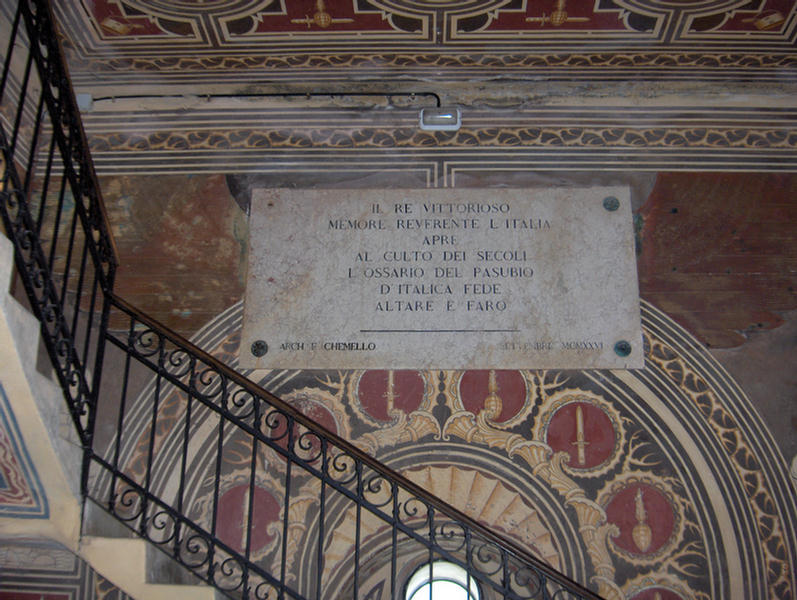 IL RE VITTORIOSO
MEMORE REVERENTE L'ITALIA
APRE
AL CULTO DEI SECOLI
L'OSSARIO DEL PASUBIO
D'ITALICA FEDE
ALTARE E FARO
ARCH F CHEMELLO
SETTEMBRE MCMXXVI